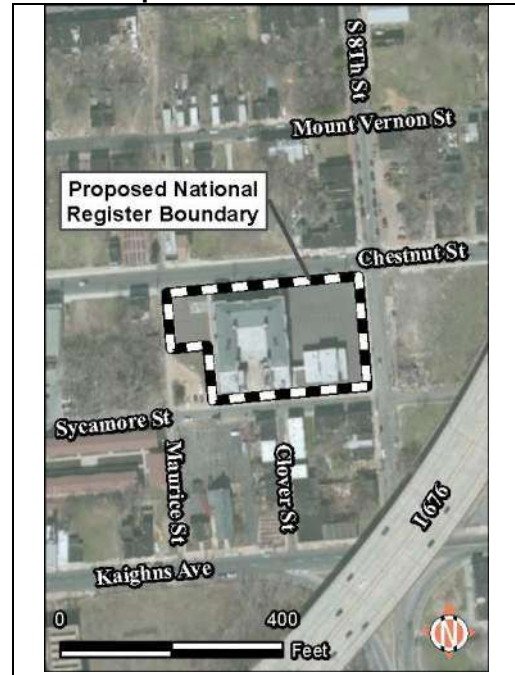 S 8Th St
Mount Vernon St
Proposed National
Register Boundary
Chestnut St
Sycamore St
Maurice St
Clover St
I 676
Kaighns Ave
0 400
Feet
N